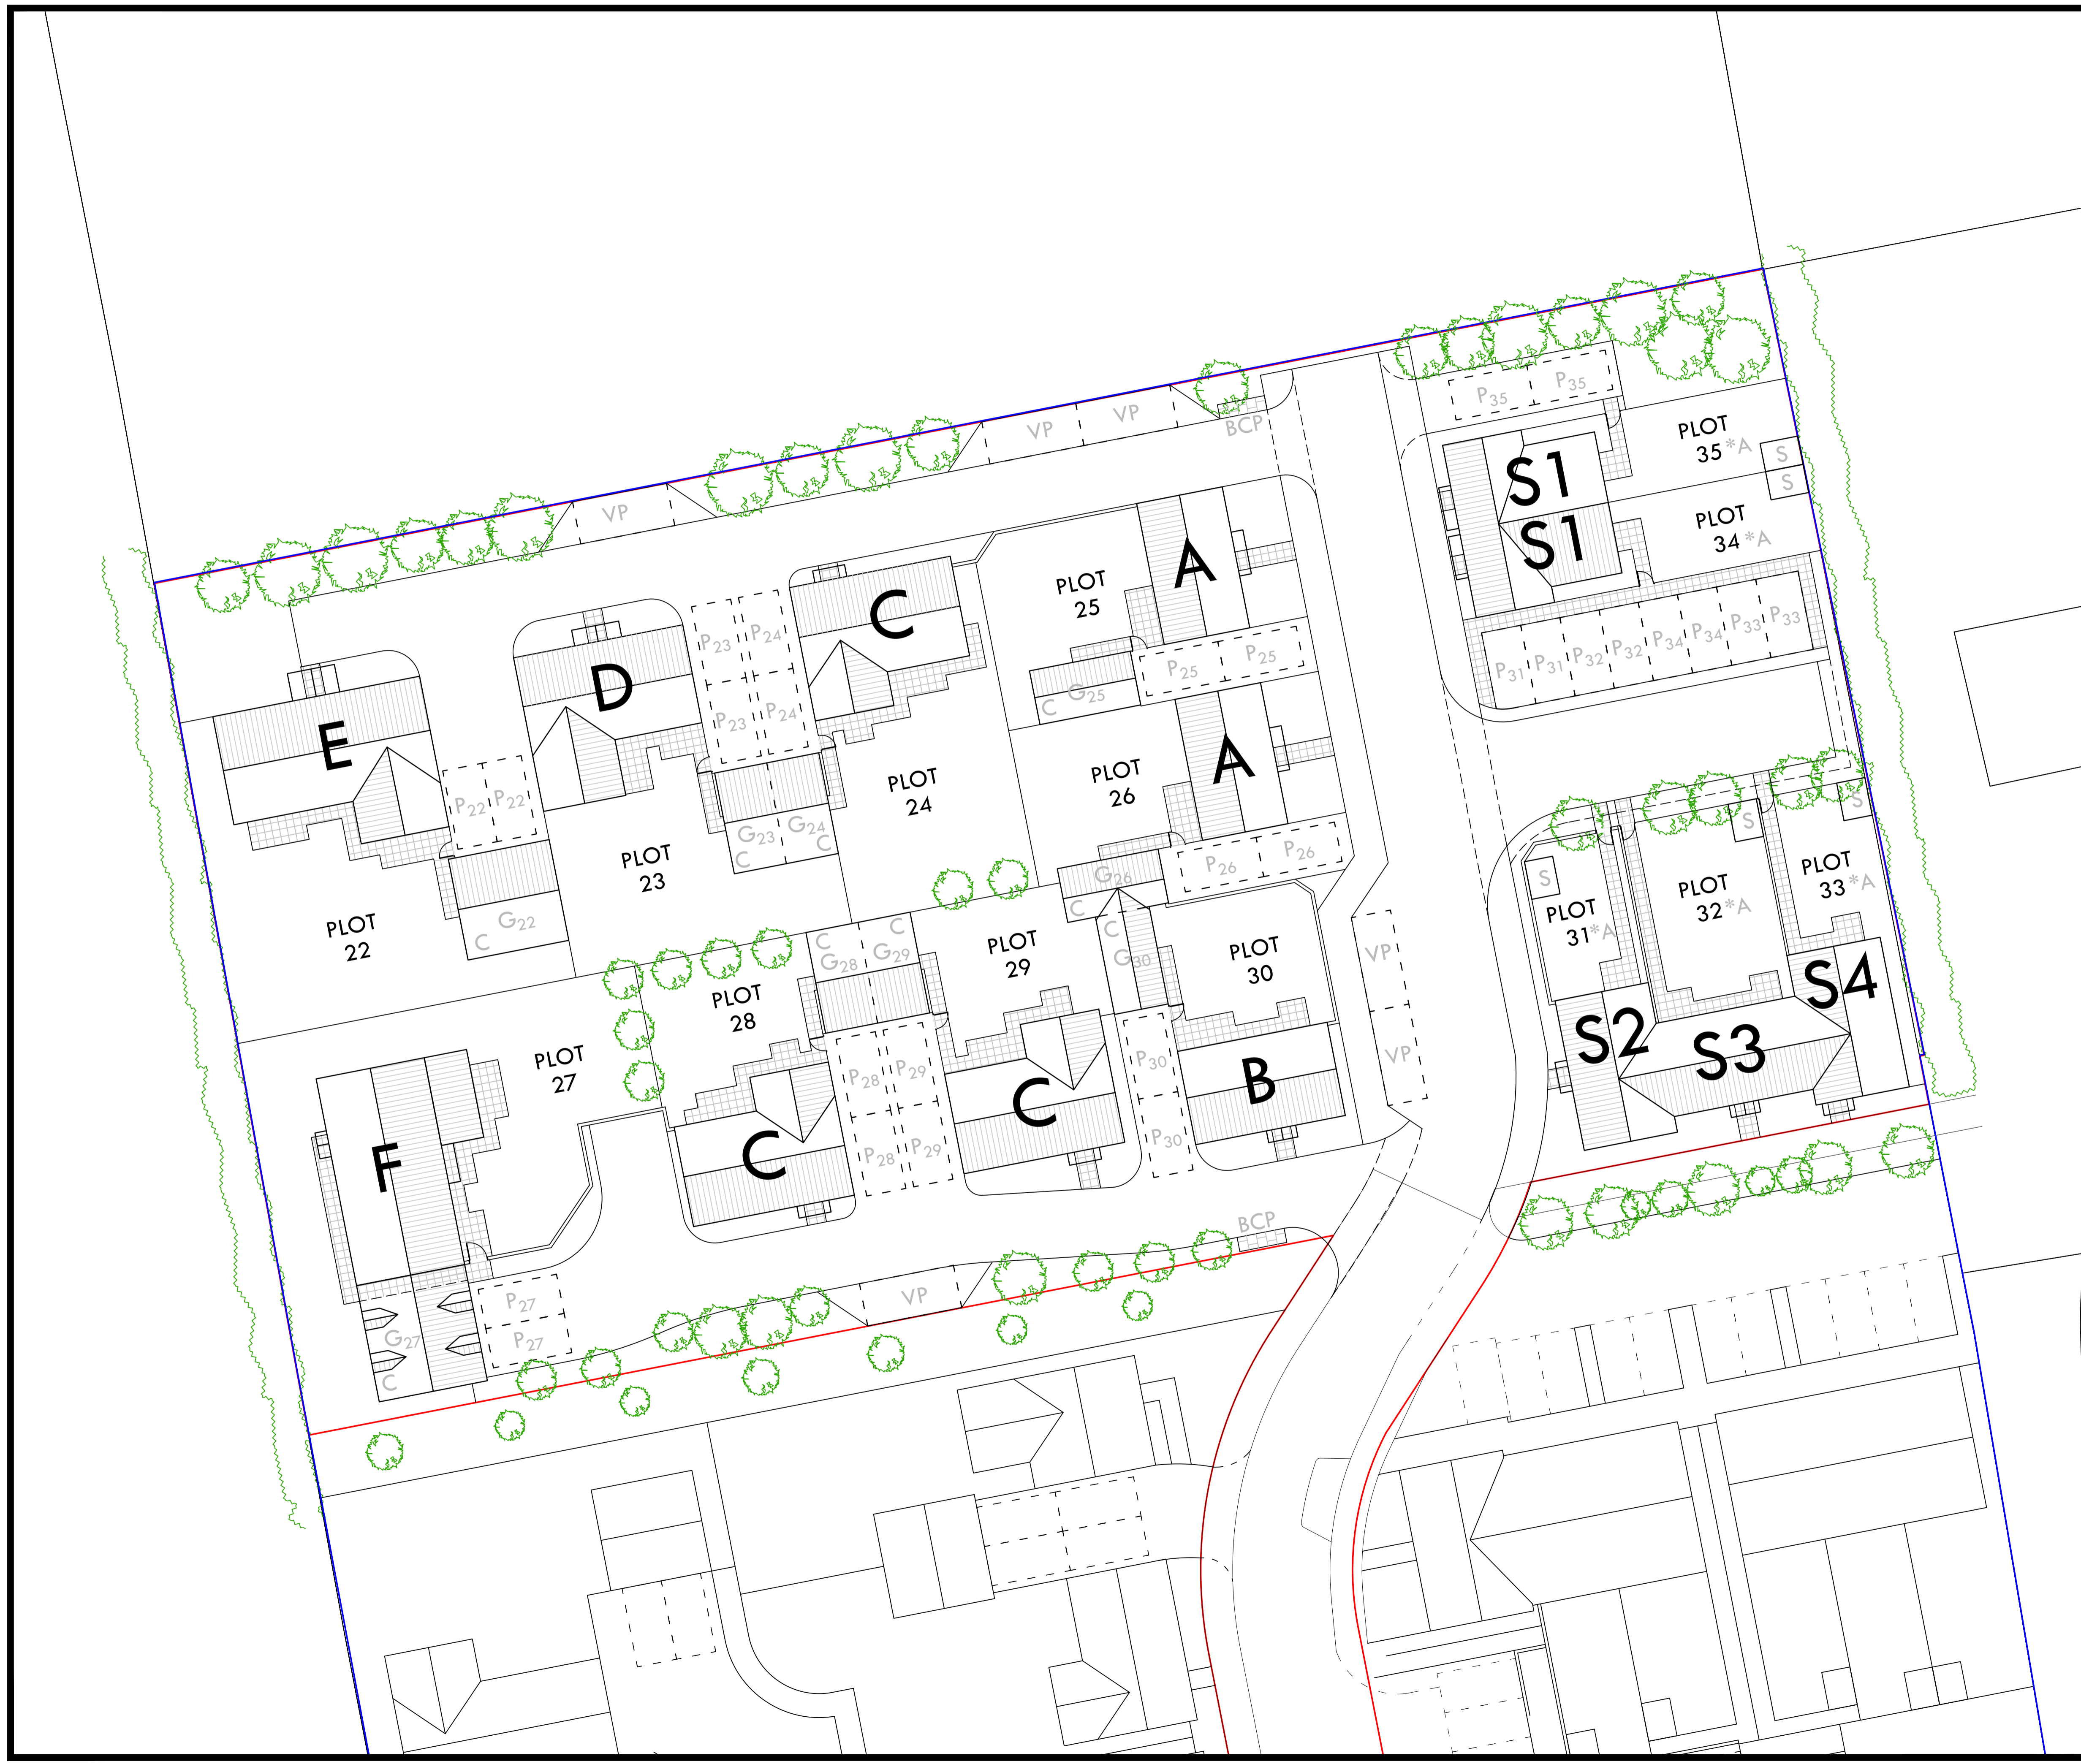 P35
P35
VP
VP
BCP
PLOT
35*A
S
S
S1
S1
PLOT
34*A
VP
A
PLOT
25
P25
P25
G25
C
P31
P31
P32
P32
P34
P34
P33
P33
C
P23
P24
P23
P24
D
E
P22
P22
G22
C
PLOT
22
PLOT
23
G23
G24
C
C
PLOT
24
PLOT
26
A
P26
P26
G26
C
S
S
S
PLOT
31*A
PLOT
32*A
PLOT
33*A
S2
S3
S4
VP
VP
PLOT
27
F
G27
C
P27
P27
PLOT
28
C
C
G28
G29
C
P28
P29
P28
P29
PLOT
29
C
C
G30
P30
P30
PLOT
30
B
BCP
VP